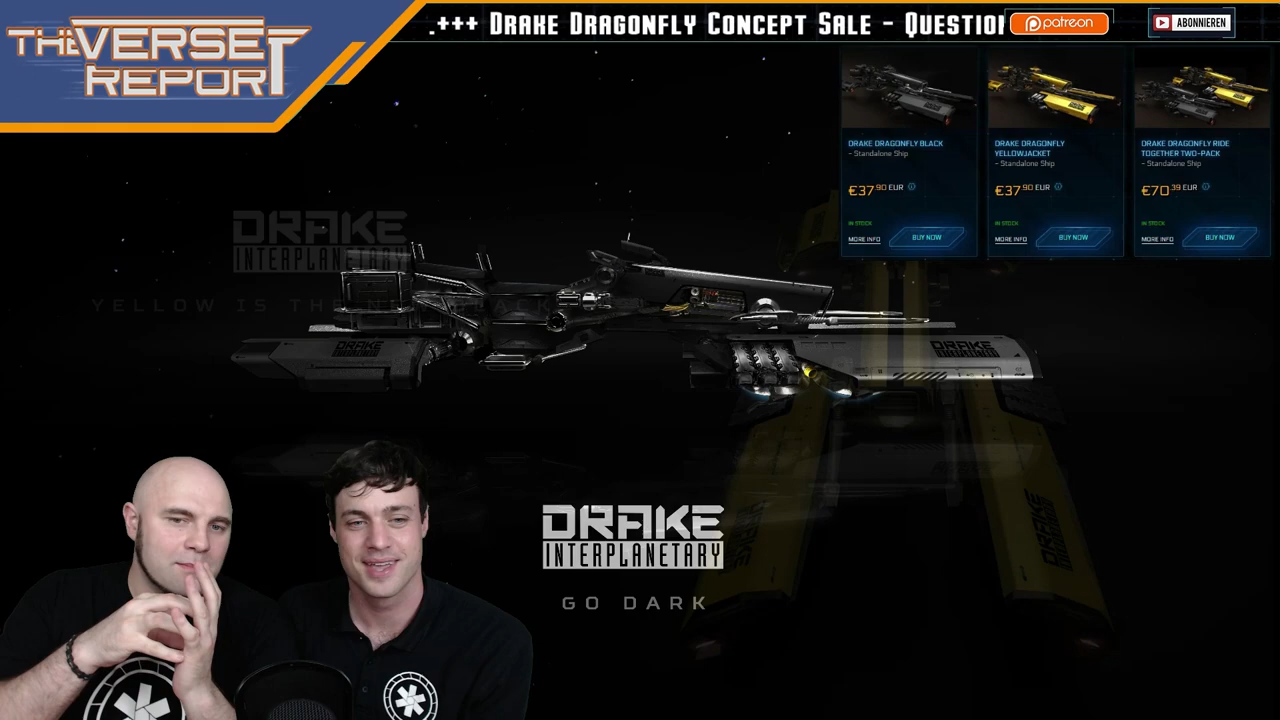 THE VERSE
REPORT
.+++ Drake Dragonfly Concept Sale - Question
patreon
ABONNIEREN
DRAKE DRAGONFLY BLACK
- Standalone Ship
€37.90 EUR
IN STOCK
MORE INFO
BUY NOW
DRAKE DRAGONFLY
YELLOWJACKET
- Standalone Ship
€37.90 EUR
IN STOCK
MORE INFO
BUY NOW
DRAKE DRAGONFLY RIDE
TOGETHER TWO-PACK
- Standalone Ship
€70.39 EUR
IN STOCK
MORE INFO
BUY NOW
DRAKE
INTERPLANETARY
YELLOW IS THE
DRAKE
INTERPLANETARY
DRAKE
INTERPLANETARY
DRAKE
INTERPLANETARY
GO DARK
DRAKE
DRAKE